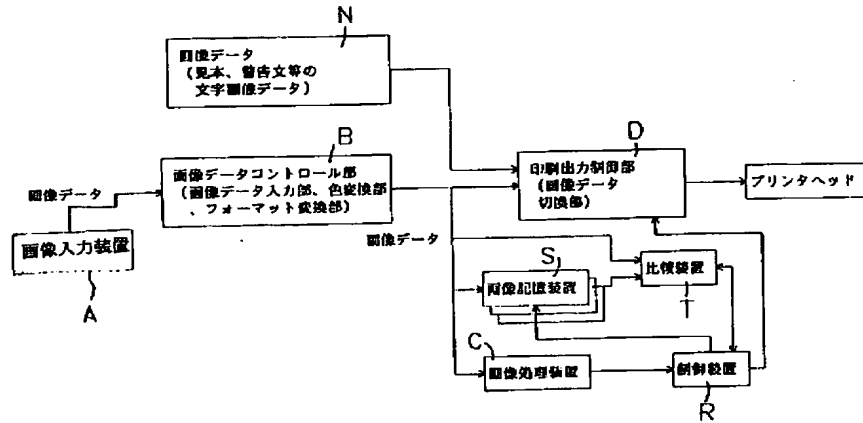 N
画像データ
（見本、警告文等の
文字画像データ）
B
画像データコントロール部
（画像データ入力部、色変換部
、フォーマット変換部）
画像データ
画像入力装置
A
画像データ
D
印刷出力制御部
（画像データ
切換部）
プリンタヘッド
S
画像記憶装置
比較装置
T
C
画像処理装置
制御装置
R